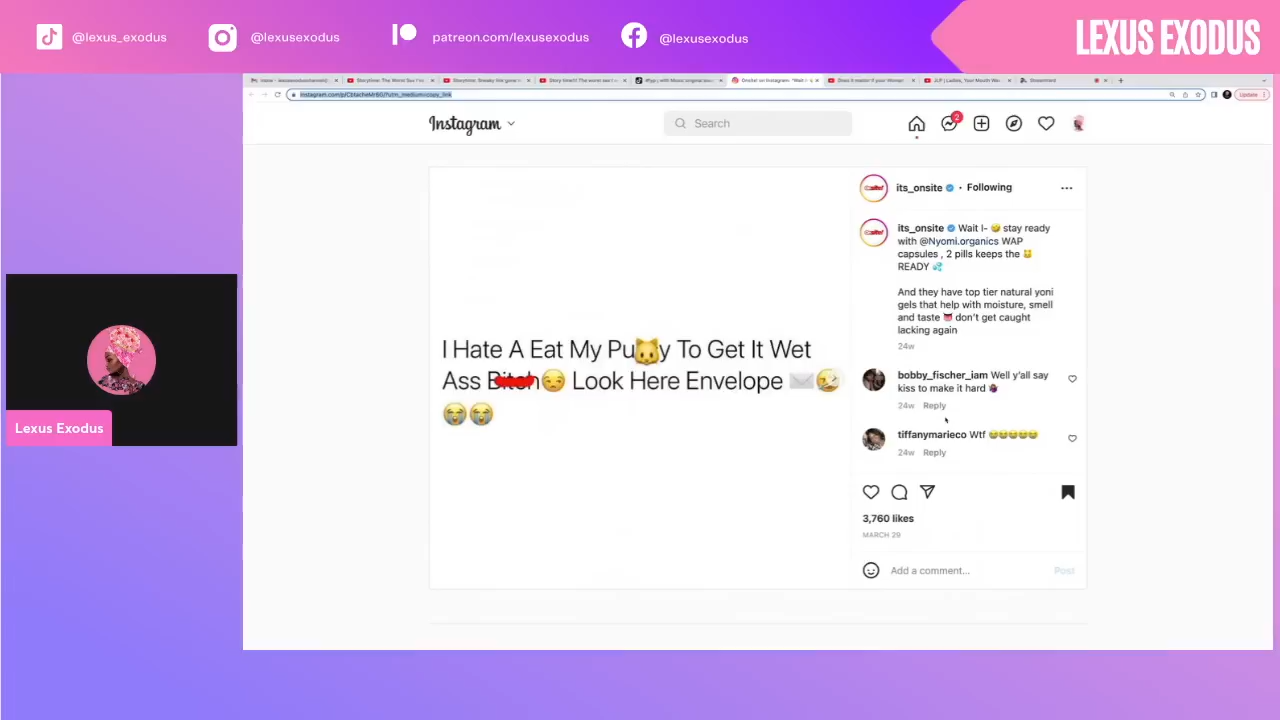 @lexus_exodus
@lexusexodus
patreon.com/lexusexodus
@lexusexodus
LEXUS EXODUS
Update
Instagram
Search
2
its_onsite • Following
its_onsite Wait I- 🤣 stay ready
with @Nyomi.organics WAP
capsules , 2 pills keeps the 🐱
READY 💦
And they have top tier natural yoni
gels that help with moisture, smell
and taste 👅 don't get caught
lacking again
24w
I Hate A Eat My Pu🐱y To Get It Wet
Ass Bitch😏 Look Here Envelope ✉️🤣
😭😭
bobby_fischer_iam Well y'all say
kiss to make it hard
24w Reply
tiffanymarieco Wtf 😂😂😂😂😂
24w Reply
3,760 likes
MARCH 29
Add a comment...
Post
Lexus Exodus